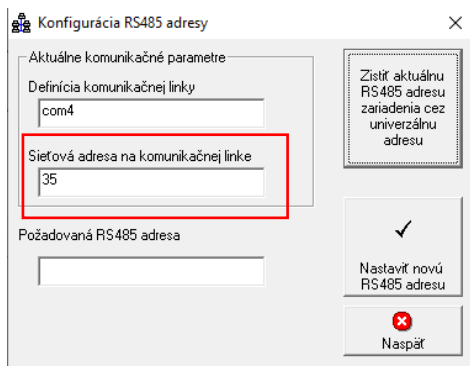 Konfigurácia RS485 adresy
Aktuálne komunikačné parametre
Definícia komunikačnej linky
com4
Sieťová adresa na komunikačnej linke
35
Požadovaná RS485 adresa
Zistiť aktuálnu
RS485 adresu
zariadenia cez
univerzálnu
adresu
Nastaviť novú
RS485 adresu
Naspäť